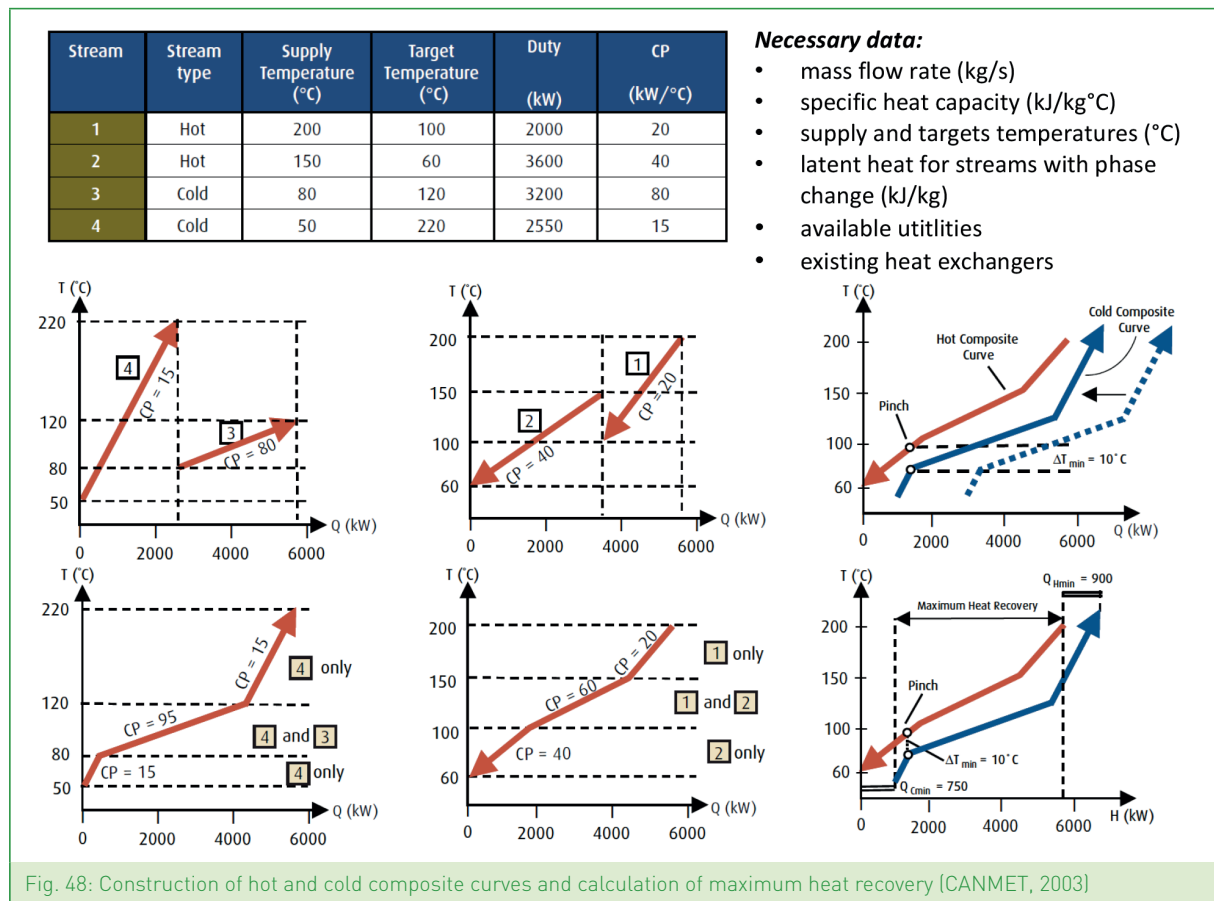 Stream Stream type Supply Temperature (°C) Target Temperature (°C) Duty (kW) CP (kW/°C)
1 Hot 200 100 2000 20
2 Hot 150 60 3600 40
3 Cold 80 120 3200 80
4 Cold 50 220 2550 15
Necessary data:
• mass flow rate (kg/s)
• specific heat capacity (kJ/kg°C)
• supply and targets temperatures (°C)
• latent heat for streams with phase
change (kJ/kg)
• available utitlities
• existing heat exchangers
T (°C)
220
120
80
50
4
CP = 15
3
CP = 80
0 2000 4000 6000
Q (kW)
T (°C)
200
150
100
60
1
CP = 20
2
CP = 40
0 2000 4000 6000
Q (kW)
T (°C)
200
150
100
60
Cold Composite
Curve
Hot Composite
Curve
Pinch
ΔTmin = 10°C
0 2000 4000 6000
Q (kW)
T (°C)
220
120
80
50
CP = 15
4 only
CP = 95
4 and 3
CP = 15
4 only
0 2000 4000 6000
Q (kW)
T (°C)
200
150
100
60
CP = 20
1 only
CP = 60
1 and 2
CP = 40
2 only
0 2000 4000 6000
Q (kW)
T (°C)
QHmin = 900
Maximum Heat Recovery
200
150
100
60
Pinch
ΔTmin = 10°C
QCmin = 750
0 2000 4000 6000
H (kW)
Fig. 48: Construction of hot and cold composite curves and calculation of maximum heat recovery (CANMET, 2003)